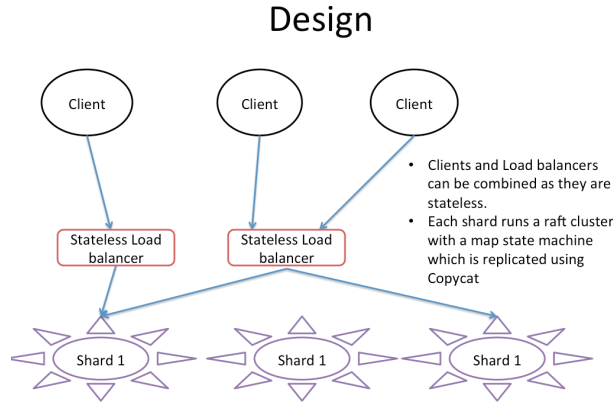 Design
Client
Client
Client
• Clients and Load balancers
can be combined as they are
stateless.
• Each shard runs a raft cluster
with a map state machine
which is replicated using
Copycat
Stateless Load
balancer
Stateless Load
balancer
Shard 1
Shard 1
Shard 1